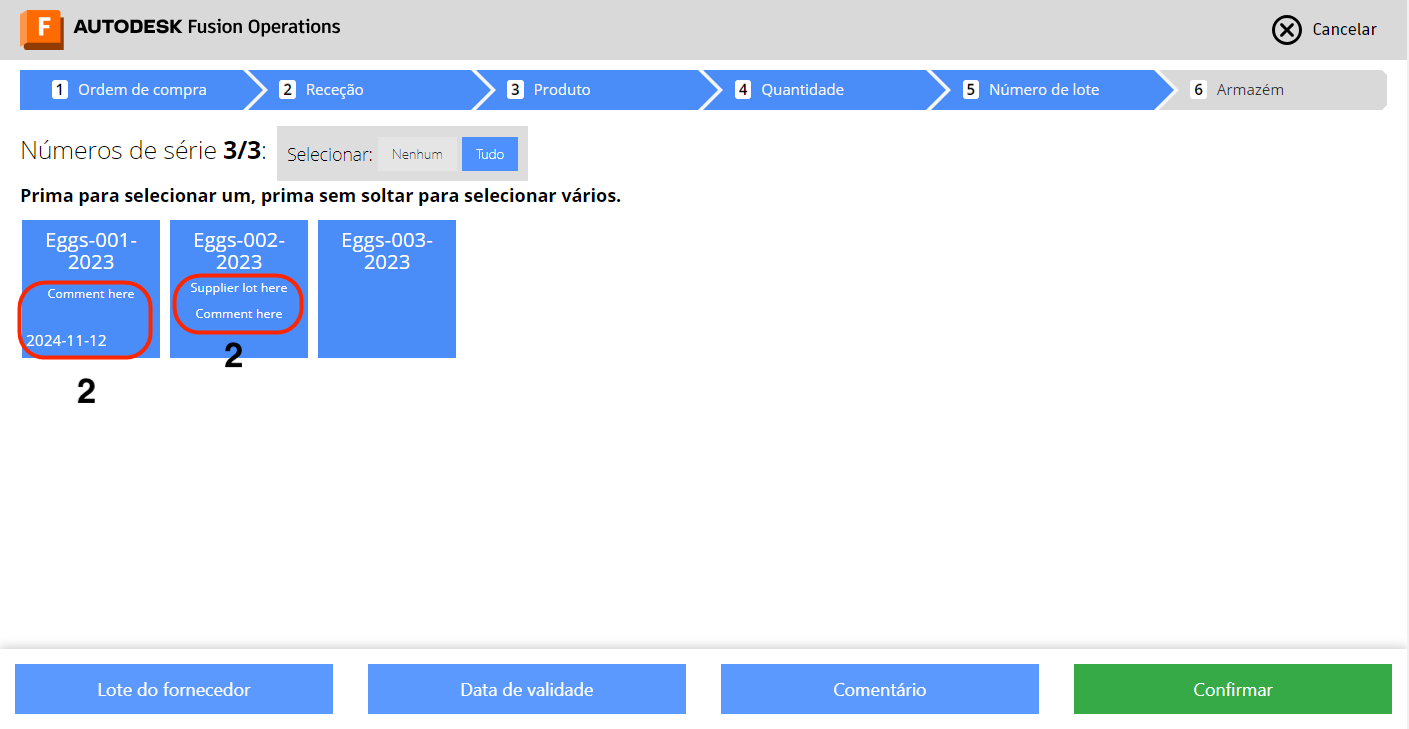 F AUTODESK Fusion Operations
Cancelar
1 Ordem de compra
2 Receção
3 Produto
4 Quantidade
5 Número de lote
6 Armazém
Números de série 3/3:
Selecionar: Nenhum Tudo
Prima para selecionar um, prima sem soltar para selecionar vários.
Eggs-001-
2023
Comment here
2024-11-12
2
Eggs-002-
2023
Supplier lot here
Comment here
2
Eggs-003-
2023
Lote do fornecedor
Data de validade
Comentário
Confirmar